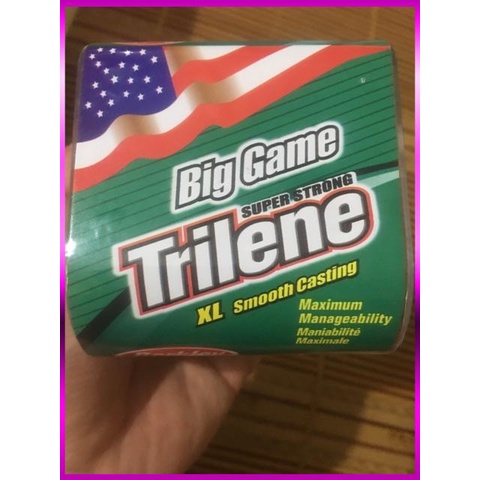 Big Game
SUPER STRONG
Trilene
XL Smooth Casting
Maximum
Manageability
Maniabilité
Maximale